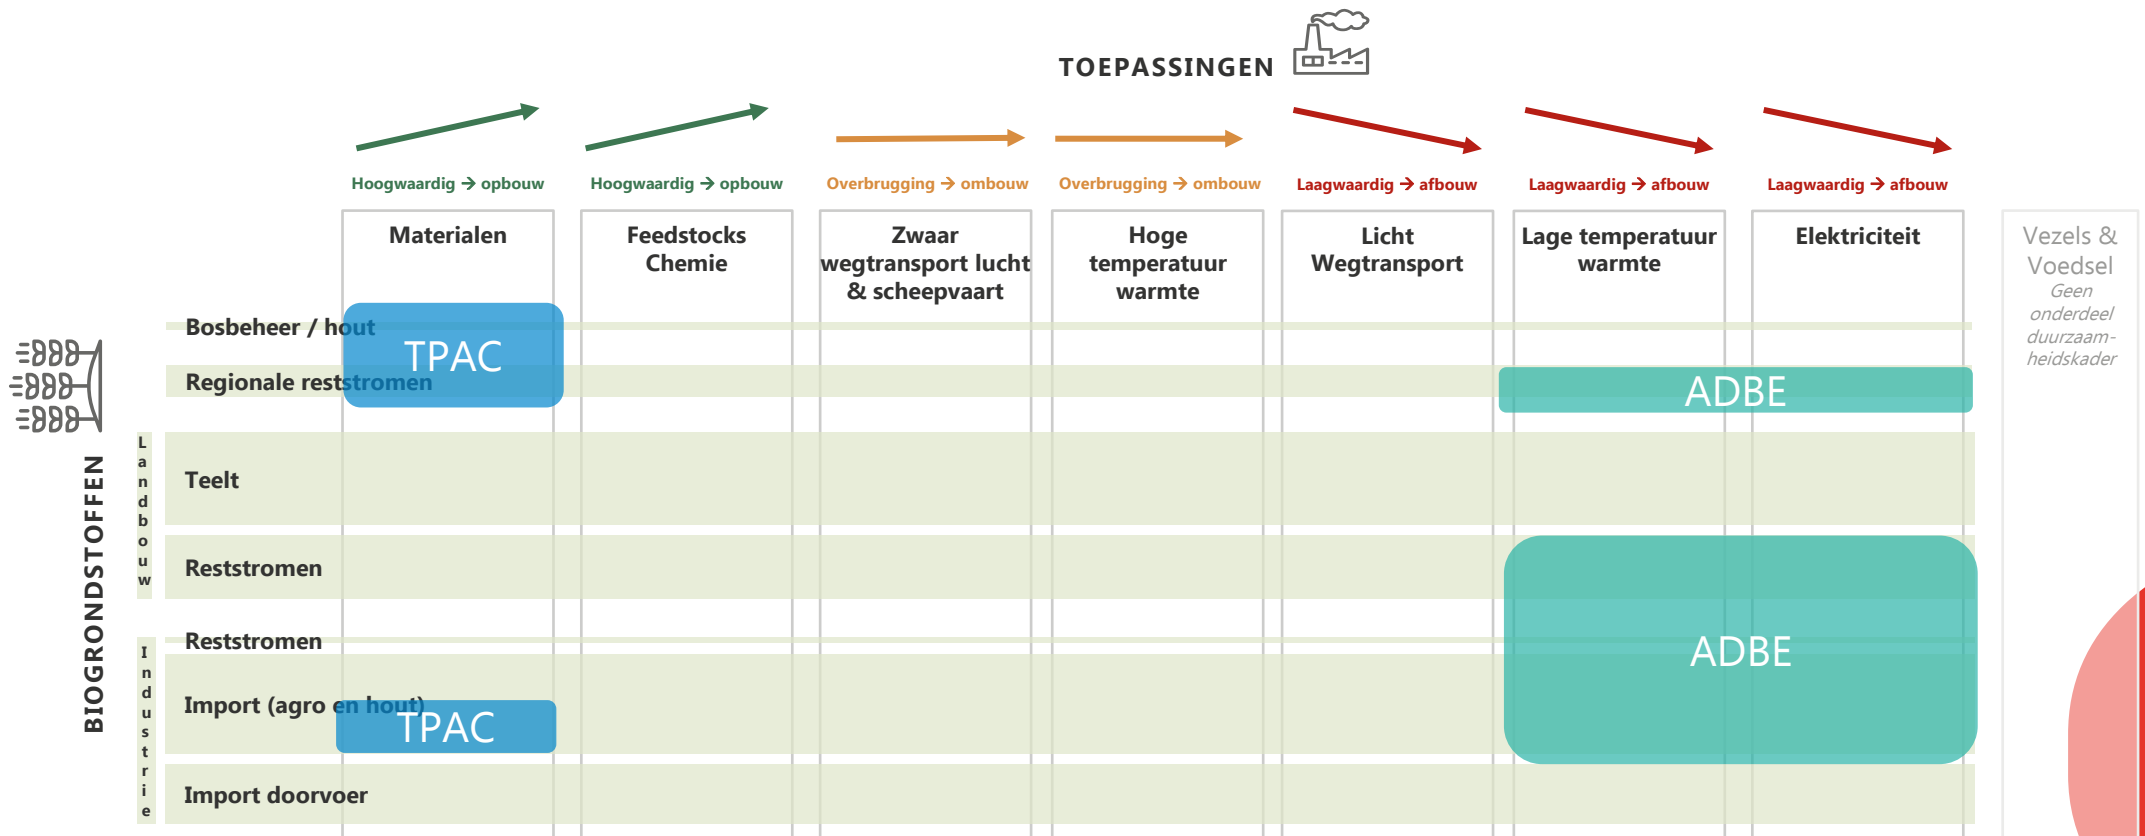 TOEPASSINGEN
Hoogwaardig → opbouw
Hoogwaardig → opbouw
Overbrugging → ombouw
Overbrugging → ombouw
Laagwaardig → afbouw
Laagwaardig → afbouw
Laagwaardig → afbouw
Materialen
Feedstocks
Chemie
Zwaar
wegtransport lucht
& scheepvaart
Hoge
temperatuur
warmte
Licht
Wegtransport
Lage temperatuur
warmte
Elektriciteit
Vezels &
Voedsel
Geen
onderdeel
duurzaam-
heidskader
BIOGRONDSTOFFEN
Bosbeheer / hout
TPAC
Regionale reststromen
ADBE
Landbouw
Teelt
Reststromen
Industrie
Reststromen
ADBE
Import (agro en hout)
TPAC
Import doorvoer